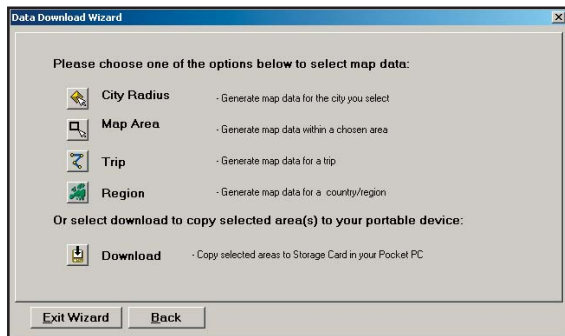 Data Download Wizard
Please choose one of the options below to select map data:
City Radius - Generate map data for the city you select
Map Area - Generate map data within a chosen area
Trip - Generate map data for a trip
Region - Generate map data for a country/region
Or select download to copy selected area(s) to your portable device:
Download - Copy selected areas to Storage Card in your Pocket PC
Exit Wizard Back